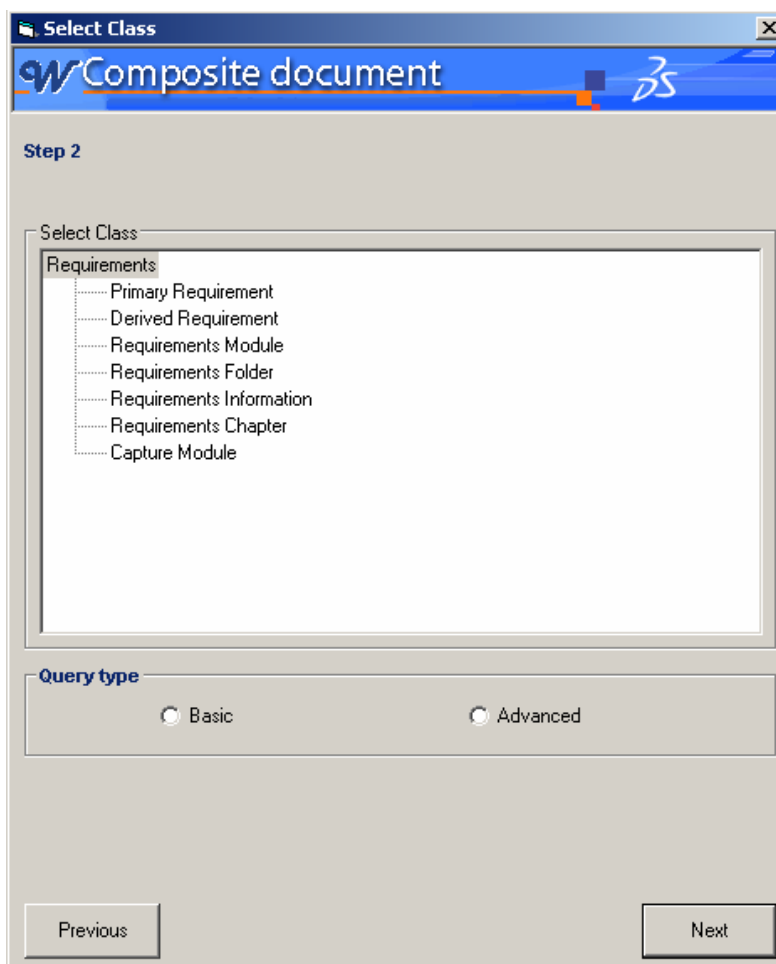 Select Class
W Composite document
Step 2
Select Class
Requirements
Primary Requirement
Derived Requirement
Requirements Module
Requirements Folder
Requirements Information
Requirements Chapter
Capture Module
Query type
Basic Advanced
Previous Next